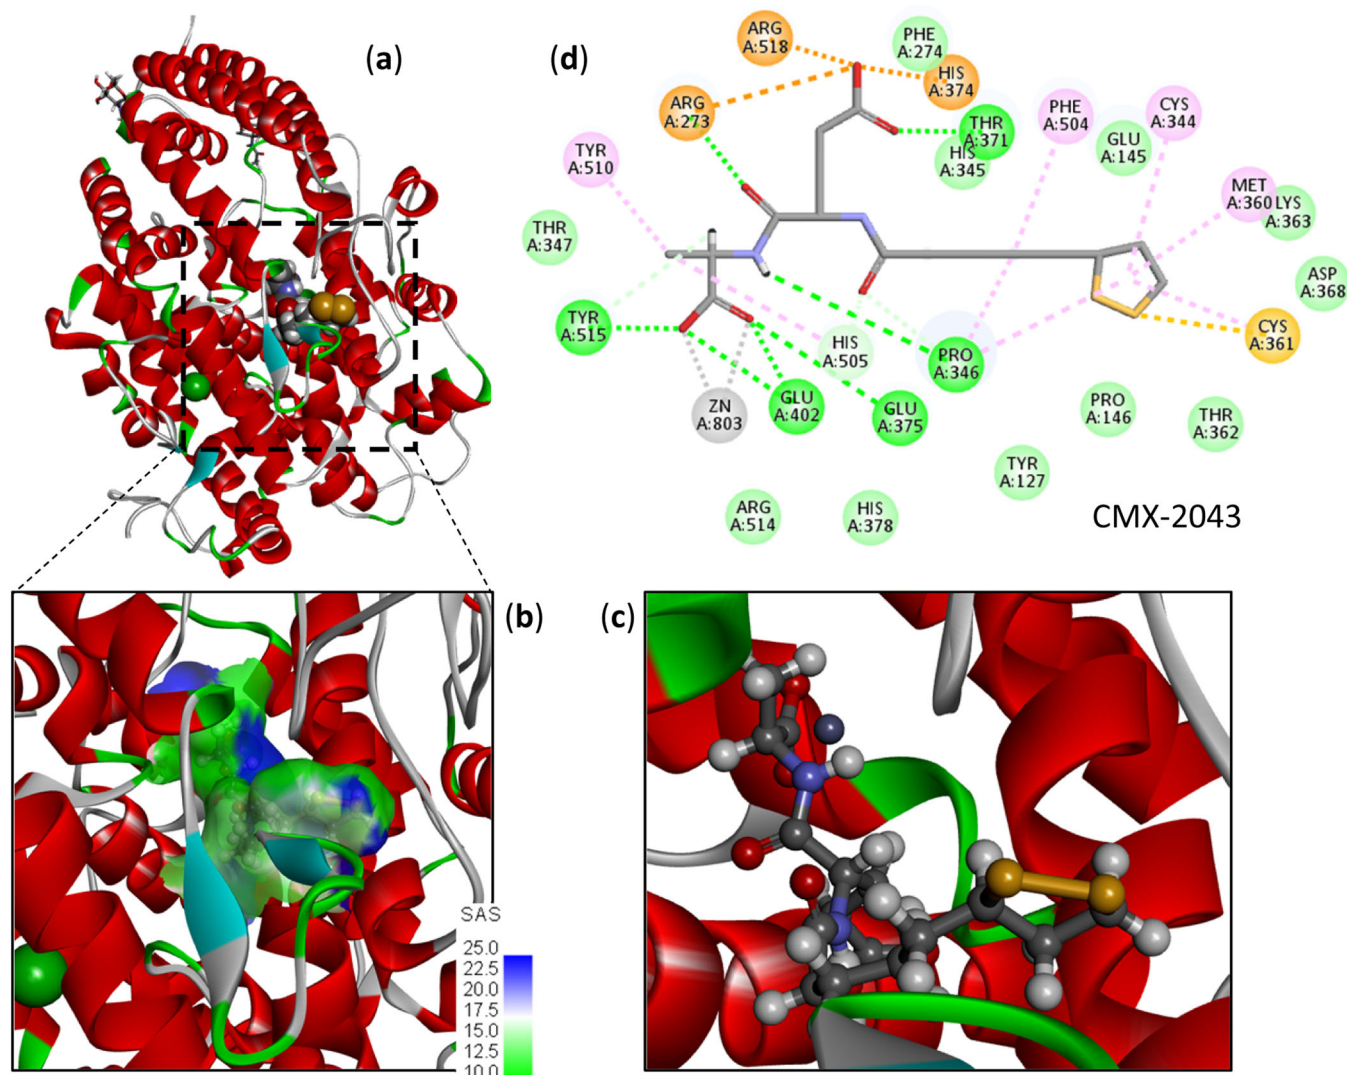 (a)
(d)
ARG
A:518
PHE
A:274
HIS
A:374
ARG
A:273
THR
A:371
HIS
A:345
PHE
A:504
CYS
A:344
GLU
A:145
TYR
A:510
MET
A:360
LYS
A:363
THR
A:347
ASP
A:368
TYR
A:515
HIS
A:505
PRO
A:346
CYS
A:361
ZN
A:803
GLU
A:402
GLU
A:375
PRO
A:146
THR
A:362
TYR
A:127
ARG
A:514
HIS
A:378
CMX-2043
(b)
(c)
SAS
25.0
22.5
20.0
17.5
15.0
12.5
10.0